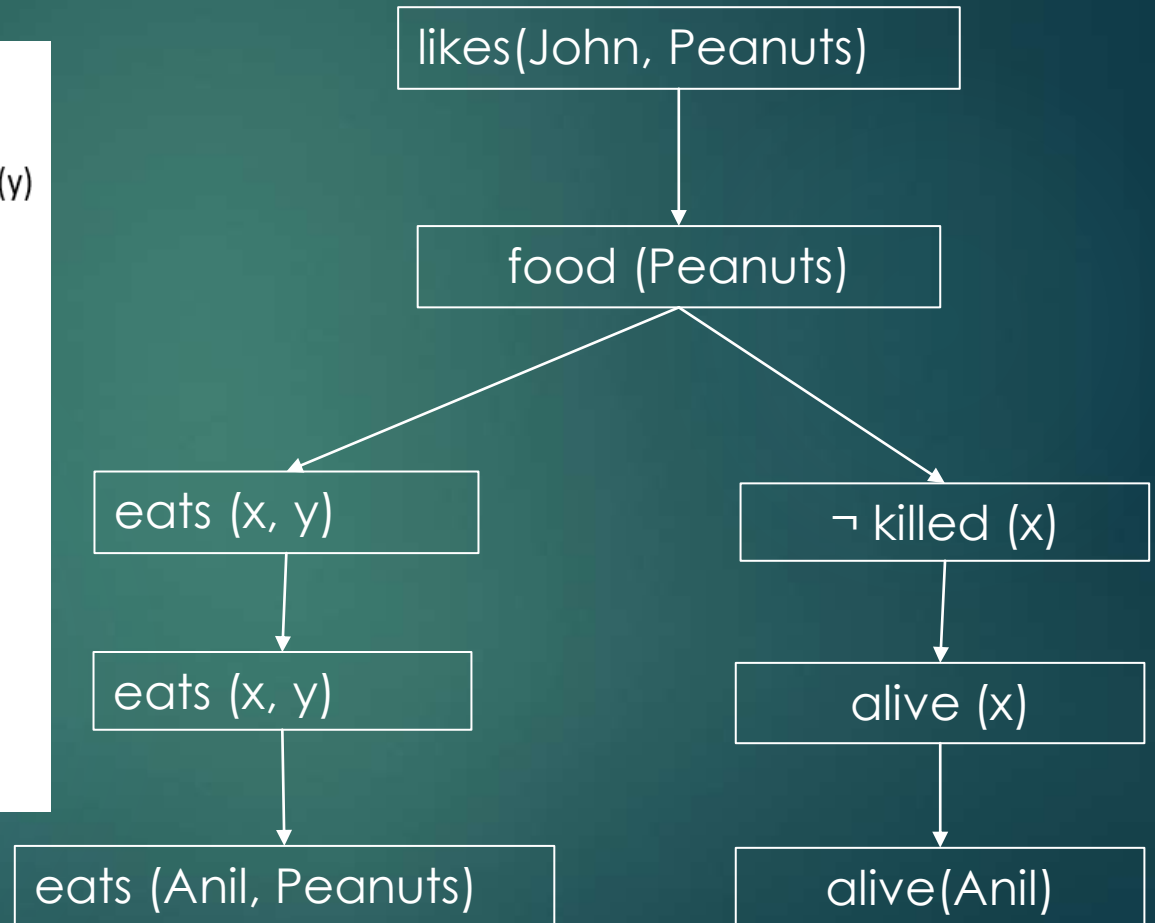 (y)
likes(John, Peanuts)
food (Peanuts)
eats (x, y)
¬ killed (x)
eats (x, y)
alive (x)
eats (Anil, Peanuts)
alive(Anil)